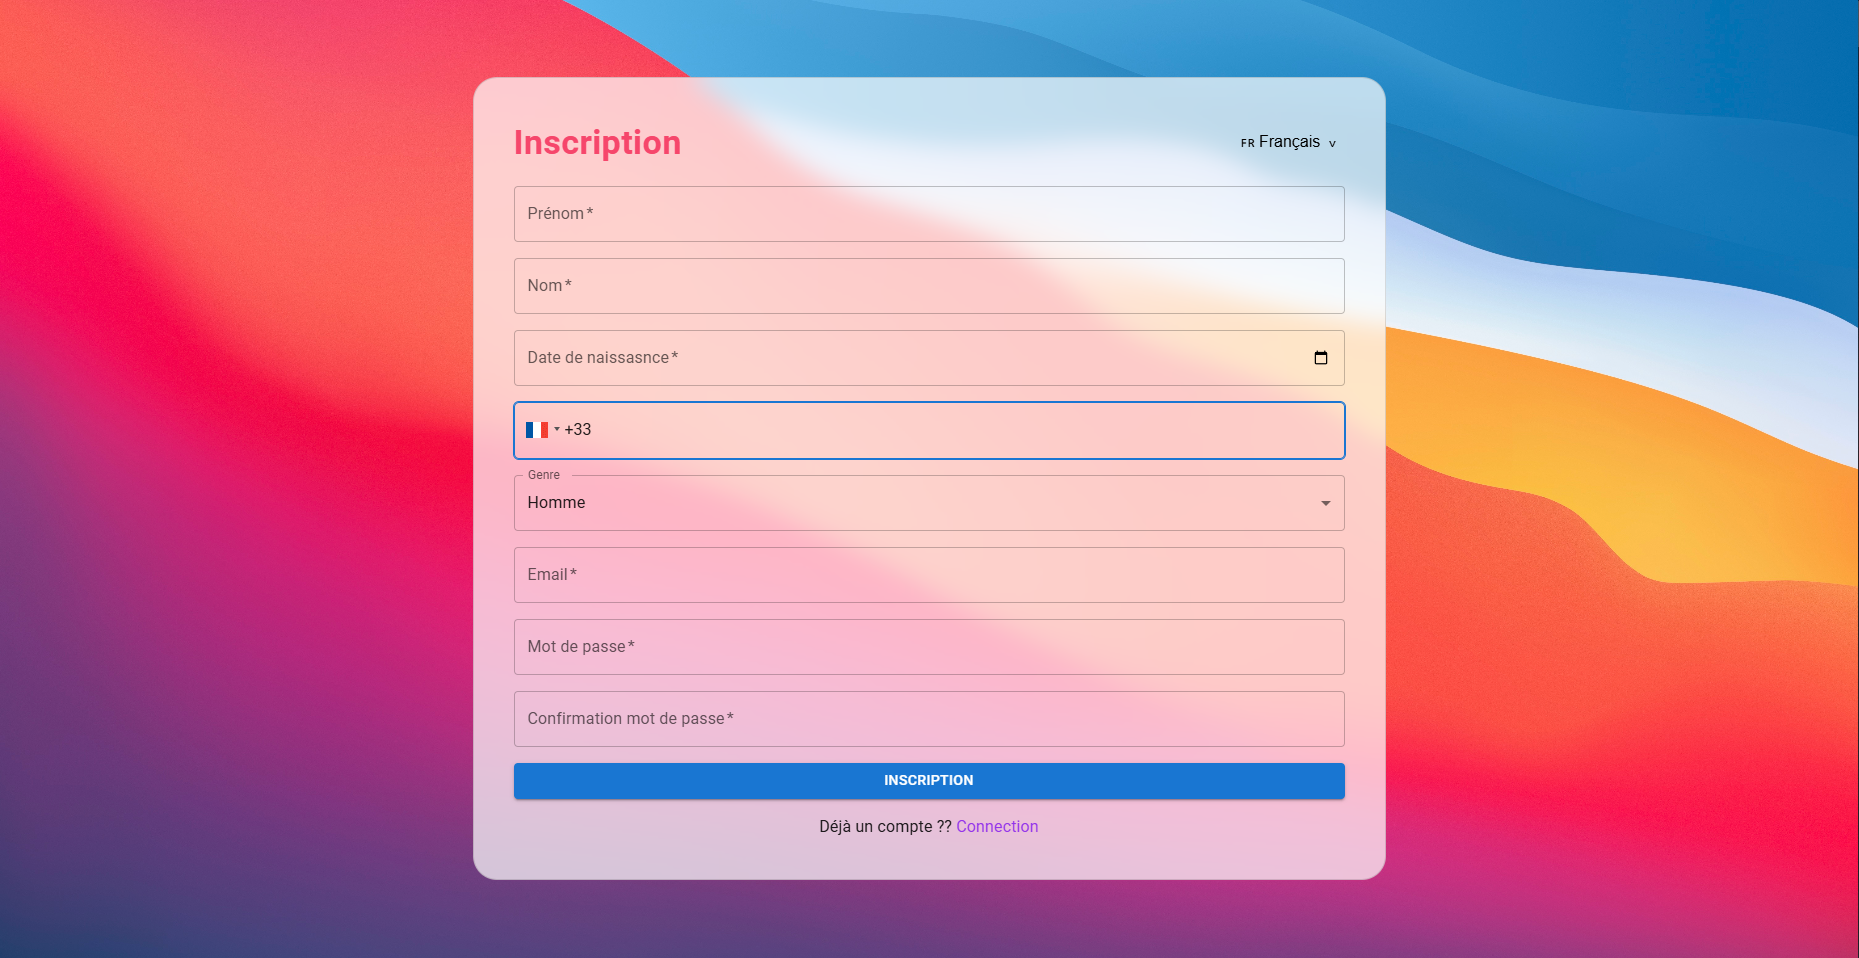 Inscription
FR Français v
Prénom *
Nom *
Date de naissasnce *
+33
Genre
Homme
Email *
Mot de passe *
Confirmation mot de passe *
INSCRIPTION
Déjà un compte ?? Connection